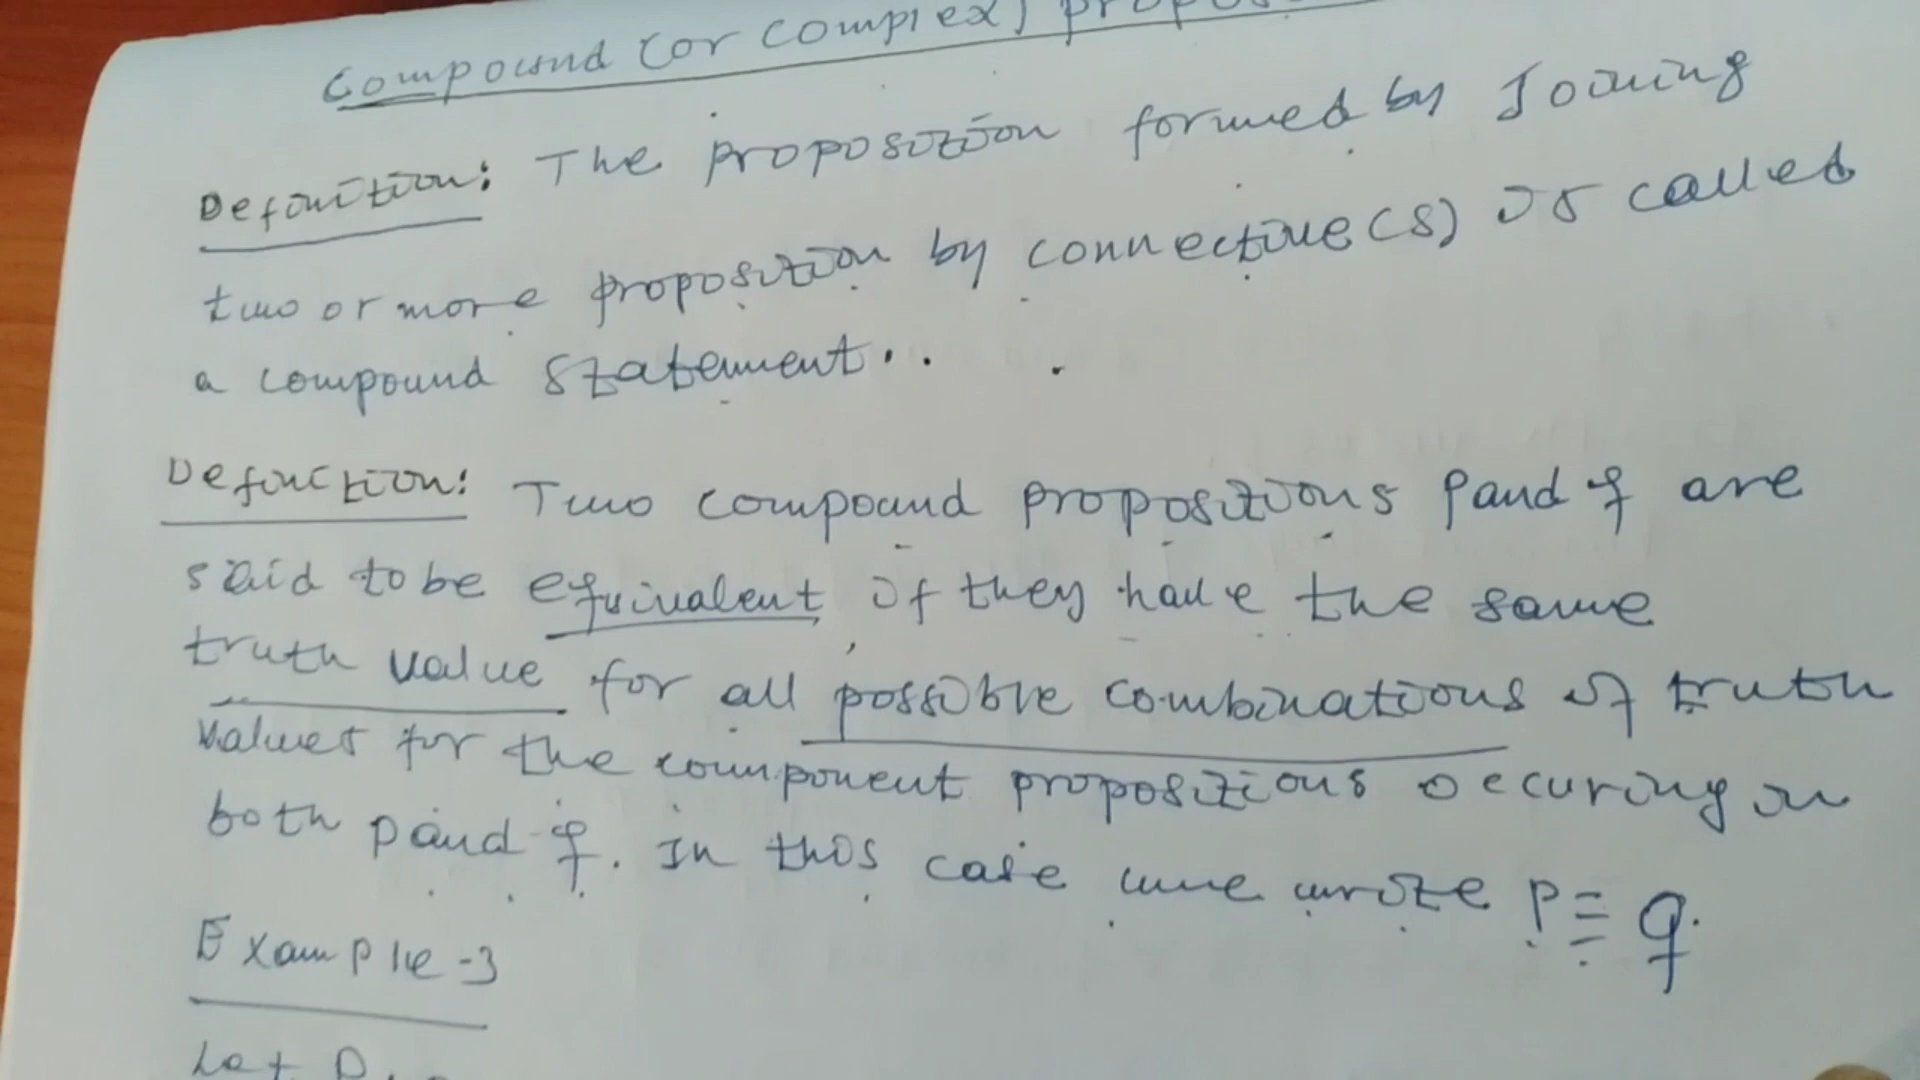 Compound (or complex) propos
Definition: The proposition formed by Joining
two or more proposition by connective(s) is called
a compound statement..
Definition: Two compound propositions p and q are
said to be equivalent if they have the same
truth value for all possible combinations of truth
values for the component propositions occuring in
both p and q. In this case we write P ≡ q.
Example-3
Let